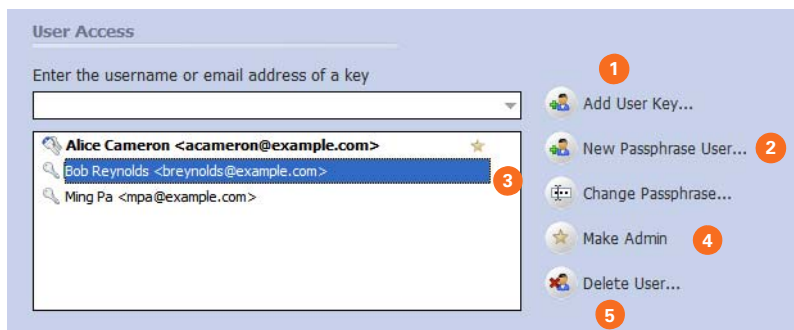 User Access
Enter the username or email address of a key
1
Add User Key...
Alice Cameron <acameron@example.com>
New Passphrase User... 2
Bob Reynolds <breynolds@example.com> 3
Ming Pa <mpa@example.com>
Change Passphrase...
Make Admin 4
Delete User...
5